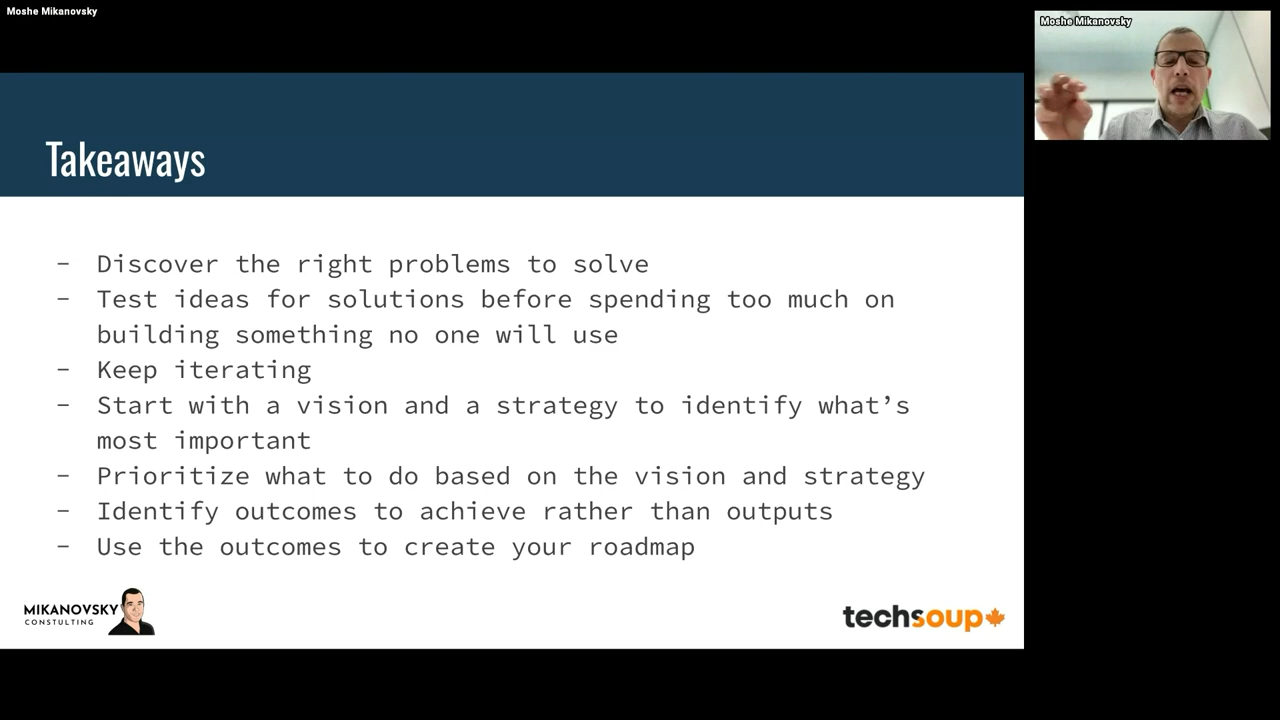 Moshe Mikanovsky
Moshe Mikanovsky
Takeaways
- Discover the right problems to solve
- Test ideas for solutions before spending too much on
building something no one will use
- Keep iterating
- Start with a vision and a strategy to identify what's
most important
- Prioritize what to do based on the vision and strategy
- Identify outcomes to achieve rather than outputs
- Use the outcomes to create your roadmap
MIKANOVSKY
CONSTULTING
techsoup